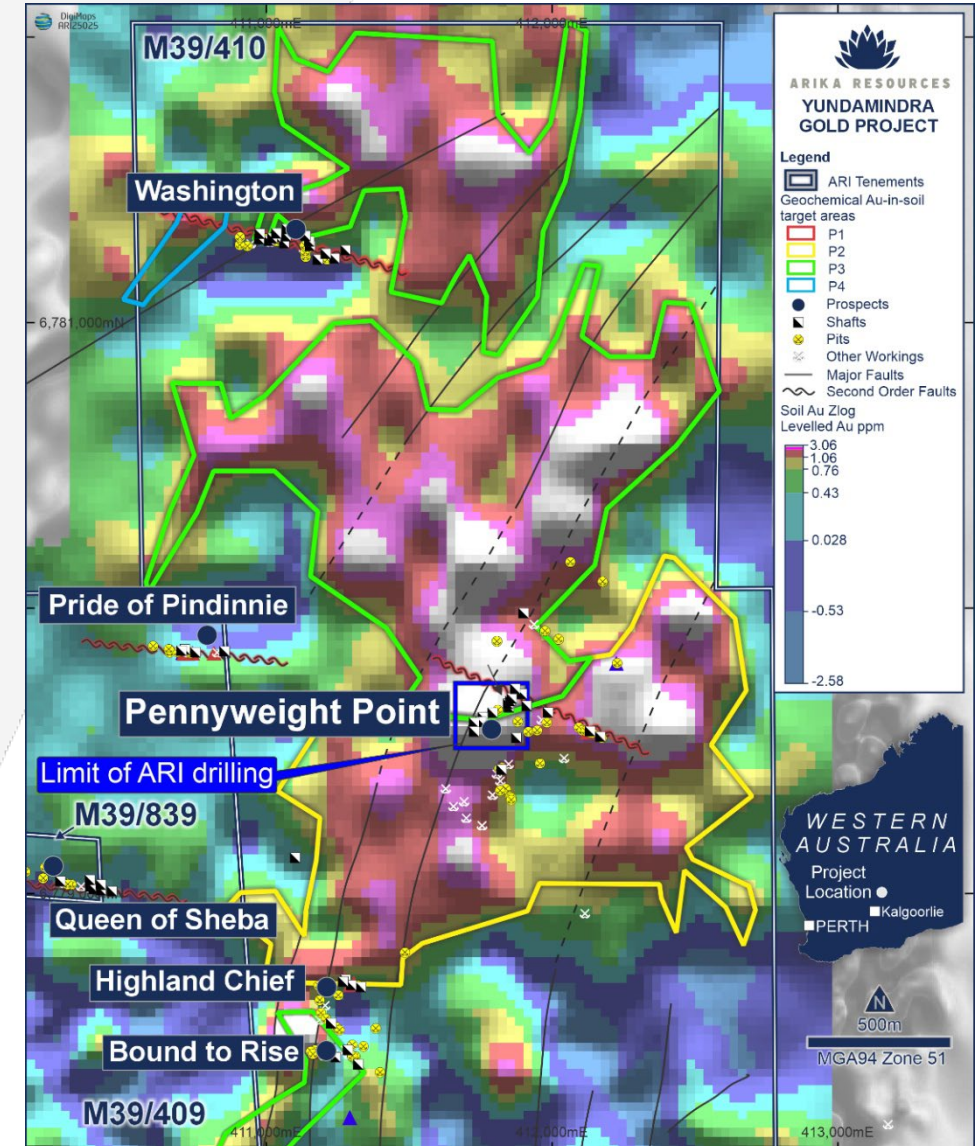 DigiMaps
ARI25025
411,000mE
412,000mE
M39/410
Washington
6,781,000mN
Pride of Pindinnie
Pennyweight Point
Limit of ARI drilling
M39/839
Queen of Sheba
Highland Chief
Bound to Rise
M39/409
411,000mE
412,000mE
413,000mE
ARIKA RESOURCES
YUNDAMINDRA
GOLD PROJECT
Legend
ARI Tenements
Geochemical Au-in-soil
target areas
P1
P2
P3
P4
Prospects
Shafts
Pits
Other Workings
Major Faults
Second Order Faults
Soil Au Zlog
Levelled Au ppm
3.06
1.06
0.76
0.43
0.028
-0.53
-2.58
WESTERN
AUSTRALIA
Project
Location
Kalgoorlie
PERTH
N
500m
MGA94 Zone 51